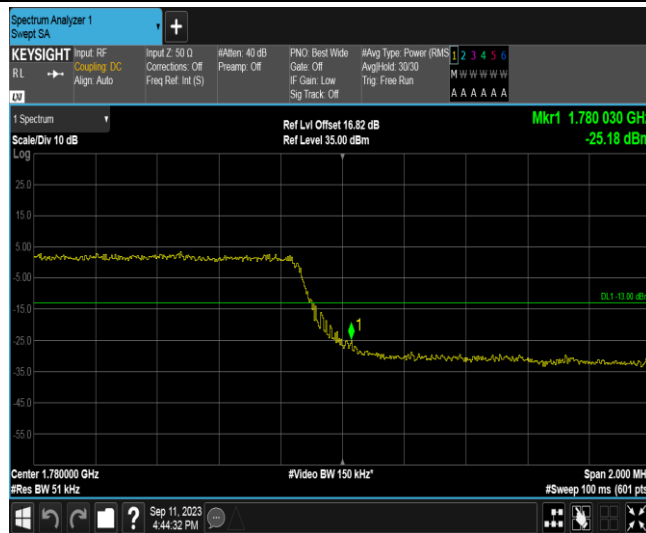 Spectrum Analyzer 1
Swept SA
KEYSIGHT
RL
Input: RF
Coupling: DC
Align: Auto
Input Z: 50 Ω
Corrections: Off
Freq Ref: Int (S)
#Atten: 40 dB
Preamp: Off
PNO: Best Wide
Gate: Off
IF Gain: Low
Sig Track: Off
#Avg Type: Power (RMS
Avg|Hold: 30/30
Trig: Free Run
1 2 3 4 5 6
M W W W W W
A A A A A A
LXI
1 Spectrum
Scale/Div 10 dB
Ref Lvl Offset 16.82 dB
Ref Level 35.00 dBm
Mkr1 1.780 030 GHz
-25.18 dBm
Log
25.0
15.0
5.00
-5.00
-15.0
-25.0
-35.0
-45.0
-55.0
DL1 -13.00 dBm
1
Center 1.780000 GHz
#Video BW 150 kHz*
Span 2.000 MH
#Res BW 51 kHz
#Sweep 100 ms (601 pts
?
Sep 11, 2023
4:44:32 PM